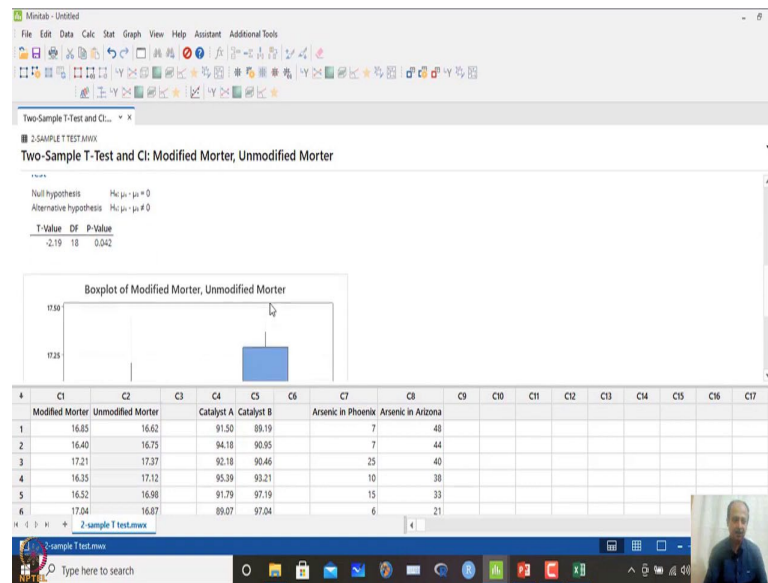 Minitab - Untitled
File Edit Data Calc Stat Graph View Help Assistant Additional Tools
Two-Sample T-Test and CI:...
2-SAMPLE T TEST.MWX
Two-Sample T-Test and CI: Modified Morter, Unmodified Morter
Null hypothesis H₀: μ₁ - μ₂ = 0
Alternative hypothesis H₁: μ₁ - μ₂ ≠ 0
T-Value DF P-Value
-2.19 18 0.042
Boxplot of Modified Morter, Unmodified Morter
17.50
17.25
C1 C2 C3 C4 C5 C6 C7 C8 C9 C10 C11 C12 C13 C14 C15 C16 C17
Modified Morter Unmodified Morter Catalyst A Catalyst B Arsenic in Phoenix Arsenic in Arizona
1 16.85 16.62 91.50 89.19 7 48
2 16.40 16.75 94.18 90.95 7 44
3 17.21 17.37 92.18 90.46 25 40
4 16.35 17.12 95.39 93.21 10 38
5 16.52 16.98 91.79 97.19 15 33
6 17.04 16.87 89.07 97.04 6 21
2-sample T test.mwx
2-sample T test.mwx
Type here to search
NPTEL